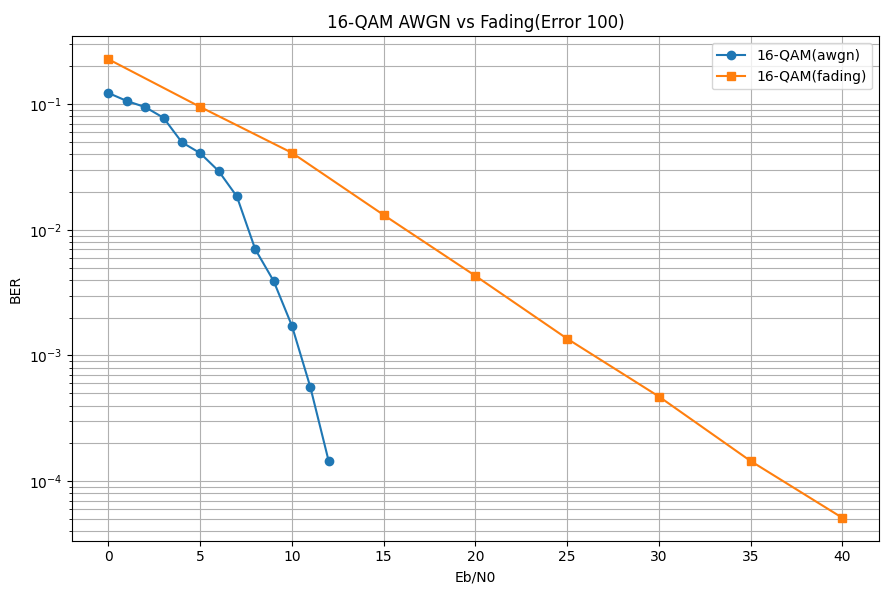 16-QAM AWGN vs Fading(Error 100)
16-QAM(awgn)
16-QAM(fading)
BER
10⁻¹
10⁻²
10⁻³
10⁻⁴
0 5 10 15 20 25 30 35 40
Eb/N0